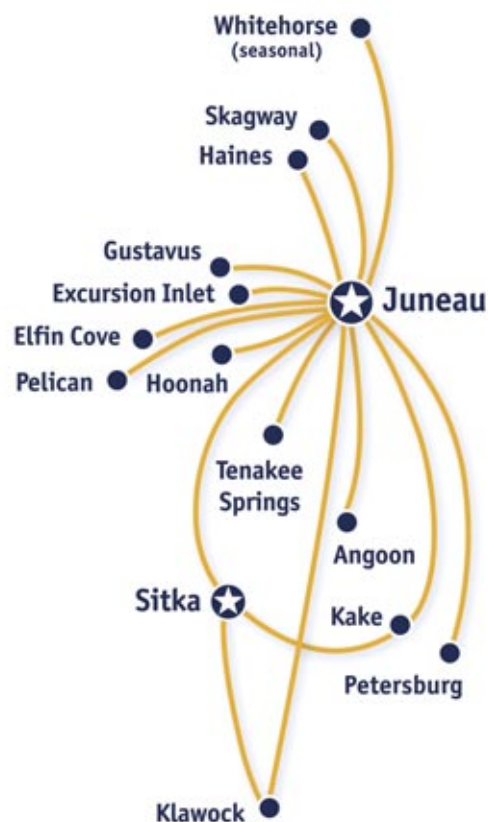 Whitehorse
(seasonal)
Skagway
Haines
Gustavus
Excursion Inlet
Juneau
Elfin Cove
Pelican
Hoonah
Tenakee
Springs
Angoon
Sitka
Kake
Petersburg
Klawock